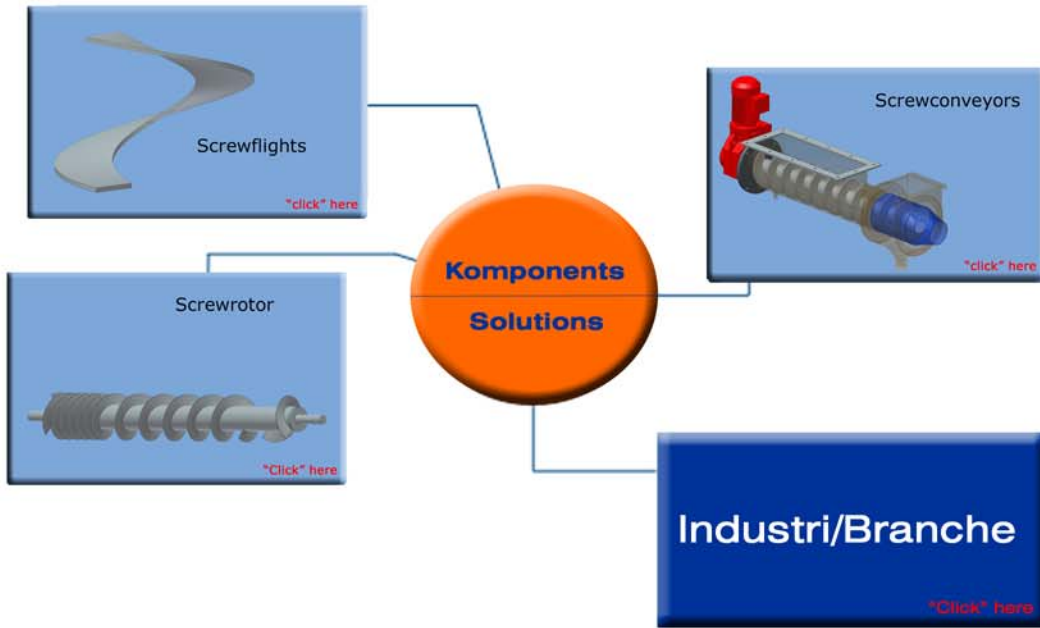 Screwflights
"click" here
Screwconveyors
"click" here
Komponents
Solutions
Screwrotor
"Click" here
Industri/Branche
"Click" here